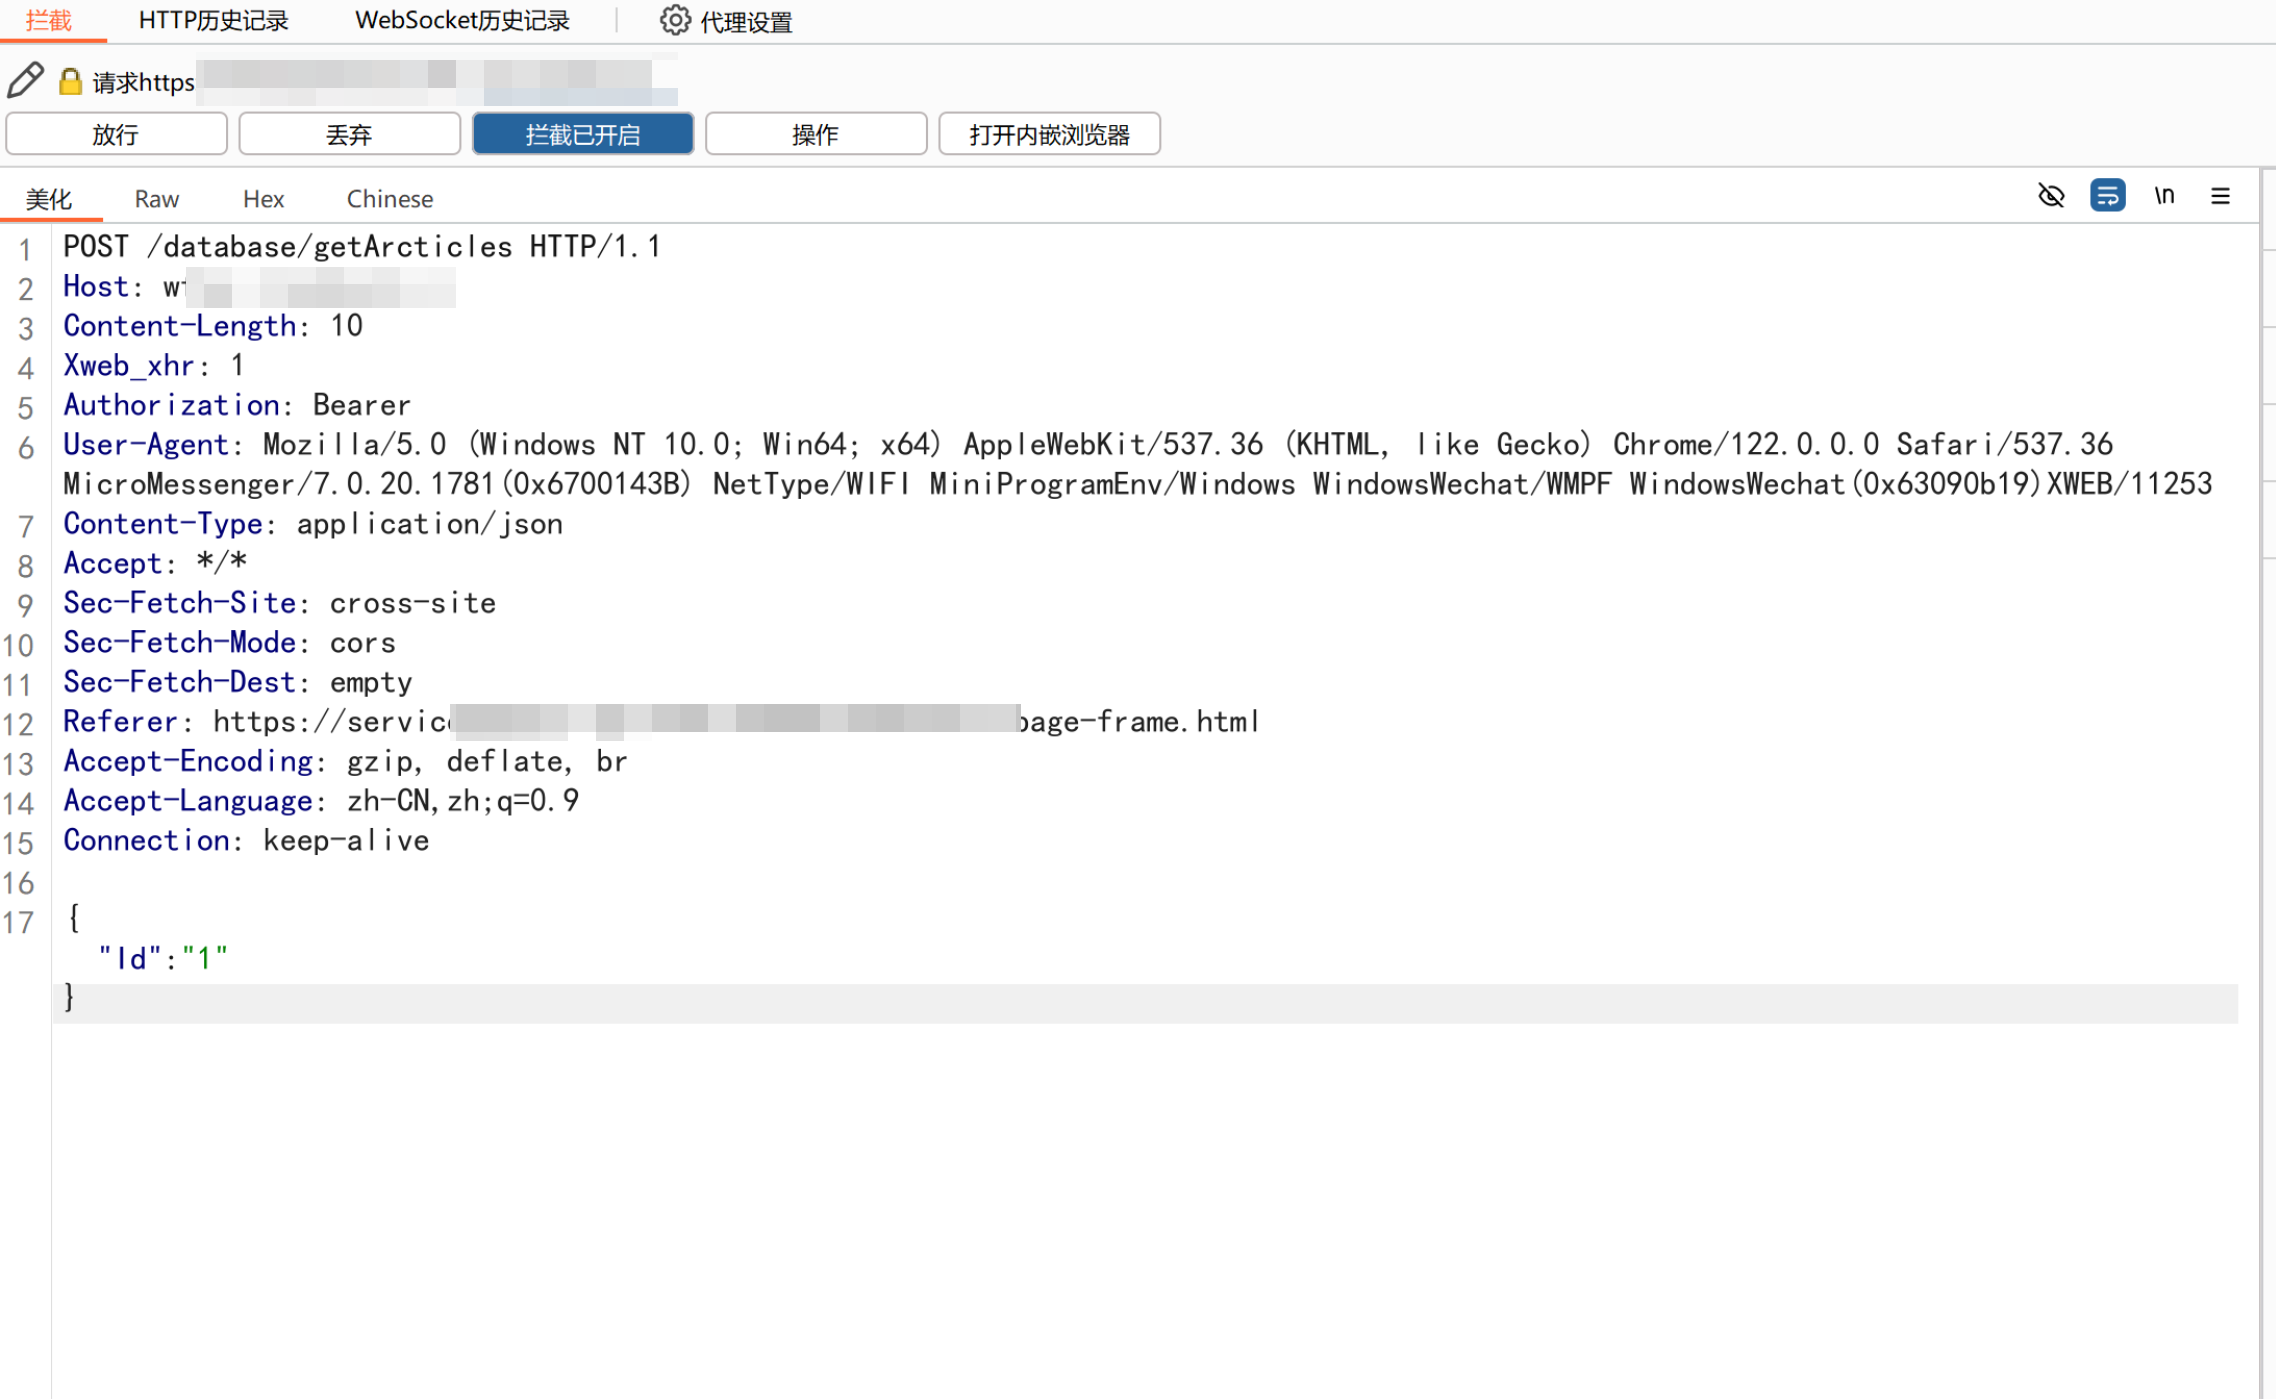 拦截 HTTP历史记录 WebSocket历史记录 代理设置
请求https
放行 丢弃 拦截已开启 操作 打开内嵌浏览器
美化 Raw Hex Chinese \n
1 POST /database/getArcticles HTTP/1.1
2 Host: w
3 Content-Length: 10
4 Xweb_xhr: 1
5 Authorization: Bearer
6 User-Agent: Mozilla/5.0 (Windows NT 10.0; Win64; x64) AppleWebKit/537.36 (KHTML, like Gecko) Chrome/122.0.0.0 Safari/537.36
MicroMessenger/7.0.20.1781(0x6700143B) NetType/WIFI MiniProgramEnv/Windows WindowsWechat/WMPF WindowsWechat(0x63090b19)XWEB/11253
7 Content-Type: application/json
8 Accept: */*
9 Sec-Fetch-Site: cross-site
10 Sec-Fetch-Mode: cors
11 Sec-Fetch-Dest: empty
12 Referer: https://servic page-frame.html
13 Accept-Encoding: gzip, deflate, br
14 Accept-Language: zh-CN,zh;q=0.9
15 Connection: keep-alive
16
17 {
"Id":"1"
}